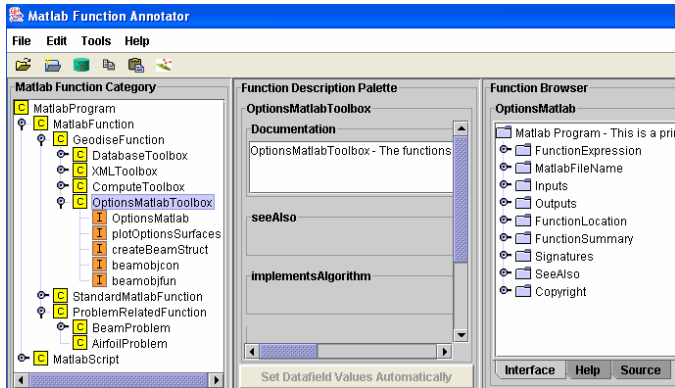 Matlab Function Annotator
File Edit Tools Help
Matlab Function Category
MatlabProgram
MatlabFunction
GeodiseFunction
DatabaseToolbox
XMLToolbox
ComputeToolbox
OptionsMatlabToolbox
OptionsMatlab
plotOptionsSurfaces
createBeamStruct
beamobjcon
beamobjfun
StandardMatlabFunction
ProblemRelatedFunction
BeamProblem
AirfoilProblem
MatlabScript
Function Description Palette
OptionsMatlabToolbox
Documentation
OptionsMatlabToolbox - The functions
seeAlso
implementsAlgorithm
Set Datafield Values Automatically
Function Browser
OptionsMatlab
Matlab Program - This is a pri
FunctionExpression
MatlabFileName
Inputs
Outputs
FunctionLocation
FunctionSummary
Signatures
SeeAlso
Copyright
Interface Help Source